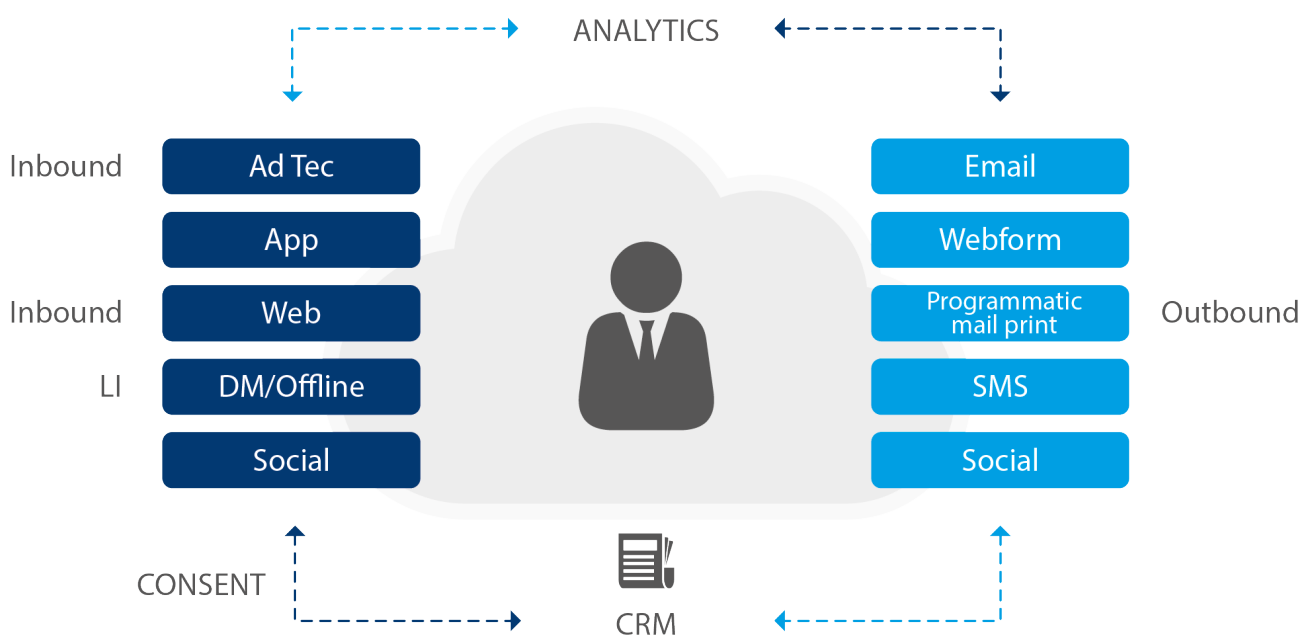 ANALYTICS
Inbound
Ad Tec
Email
App
Webform
Inbound
Web
Programmatic
mail print
Outbound
LI
DM/Offline
SMS
Social
Social
CONSENT
CRM